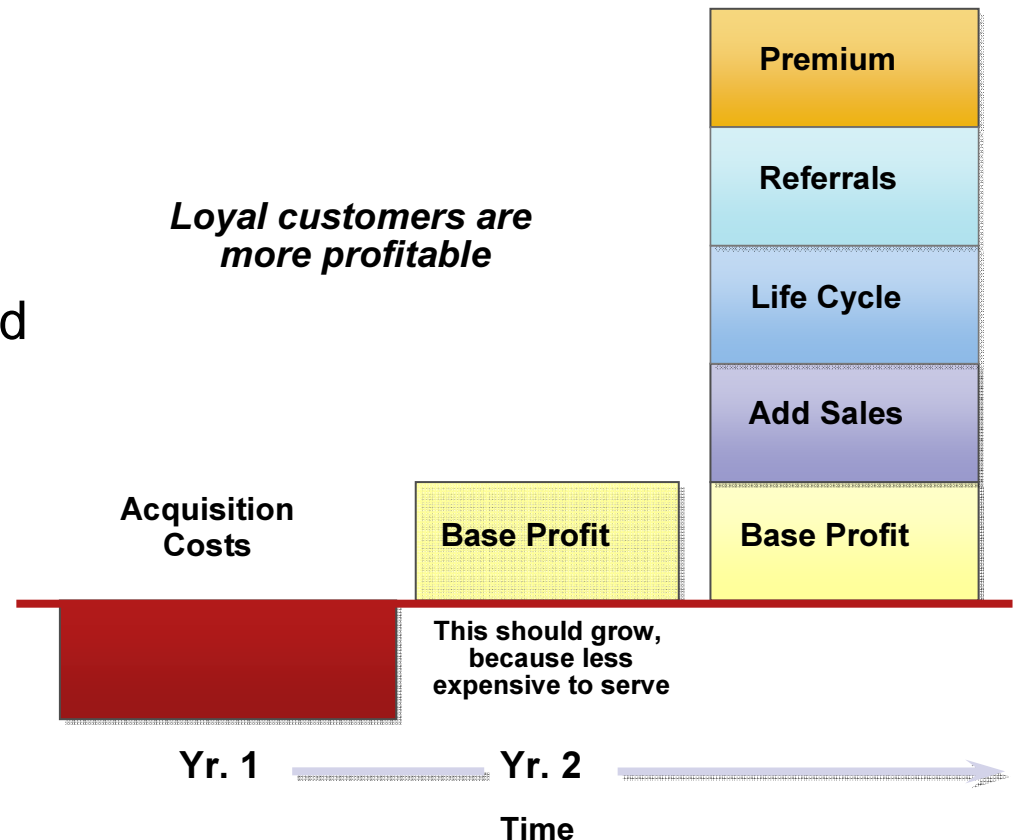 Premium
Referrals
Loyal customers are
more profitable
Life Cycle
d
Add Sales
Acquisition
Costs
Base Profit
Base Profit
This should grow,
because less
expensive to serve
Yr. 1
Yr. 2
Time